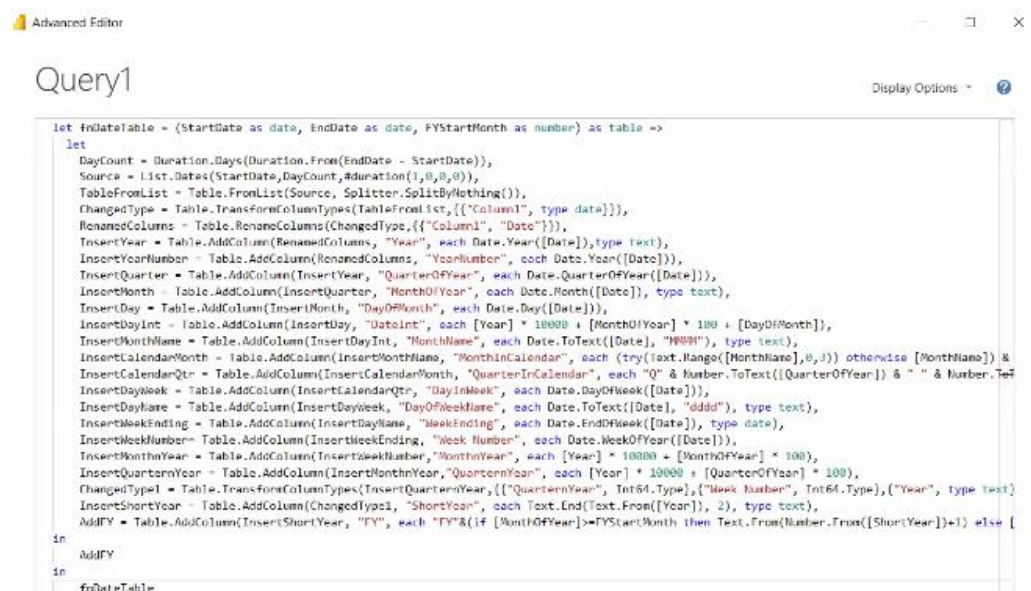 Advanced Editor
Query1
Display Options
let fnDateTable = (StartDate as date, EndDate as date, FYStartMonth as number) as table =>
let
DayCount = Duration.Days(Duration.From(EndDate - StartDate)),
Source = List.Dates(StartDate,DayCount,#duration(1,0,0,0)),
TableFromList = Table.FromList(Source, Splitter.SplitByNothing()),
ChangedType = Table.TransformColumnTypes(TableFromList,{{"Column1", type date}}),
RenamedColumns = Table.RenameColumns(ChangedType,{{"Column1", "Date"}}),
InsertYear = Table.AddColumn(RenamedColumns, "Year", each Date.Year([Date]),type text),
InsertYearNumber = Table.AddColumn(RenamedColumns, "YearNumber", each Date.Year([Date])),
InsertQuarter = Table.AddColumn(InsertYear, "QuarterOfYear", each Date.QuarterOfYear([Date])),
InsertMonth = Table.AddColumn(InsertQuarter, "MonthOfYear", each Date.Month([Date]), type text),
InsertDay = Table.AddColumn(InsertMonth, "DayOfMonth", each Date.Day([Date])),
InsertDayInt = Table.AddColumn(InsertDay, "DateInt", each [Year] * 10000 + [MonthOfYear] * 100 + [DayOfMonth]),
InsertMonthName = Table.AddColumn(InsertDayInt, "MonthName", each Date.ToText([Date], "MMMM"), type text),
InsertCalendarMonth = Table.AddColumn(InsertMonthName, "MonthInCalendar", each (try(Text.Range([MonthName],0,3)) otherwise [MonthName]) &
InsertCalendarQtr = Table.AddColumn(InsertCalendarMonth, "QuarterInCalendar", each "Q" & Number.ToText([QuarterOfYear]) & " " & Number.ToT
InsertDayWeek = Table.AddColumn(InsertCalendarQtr, "DayInWeek", each Date.DayOfWeek([Date])),
InsertDayName = Table.AddColumn(InsertDayWeek, "DayOfWeekName", each Date.ToText([Date], "dddd"), type text),
InsertWeekEnding = Table.AddColumn(InsertDayName, "WeekEnding", each Date.EndOfWeek([Date]), type date),
InsertWeekNumber= Table.AddColumn(InsertWeekEnding, "Week Number", each Date.WeekOfYear([Date])),
InsertMonthnYear = Table.AddColumn(InsertWeekNumber,"MonthnYear", each [Year] * 10000 + [MonthOfYear] * 100),
InsertQuarternYear = Table.AddColumn(InsertMonthnYear,"QuarternYear", each [Year] * 10000 + [QuarterOfYear] * 100),
ChangedType1 = Table.TransformColumnTypes(InsertQuarternYear,{{"QuarternYear", Int64.Type},{"Week Number", Int64.Type},{"Year", type text}
InsertShortYear = Table.AddColumn(ChangedType1, "ShortYear", each Text.End(Text.From([Year]), 2), type text),
AddFY = Table.AddColumn(InsertShortYear, "FY", each "FY"&(if [MonthOfYear]>=FYStartMonth then Text.From(Number.From([ShortYear])+1) else [
in
AddFY
in
fnDateTable